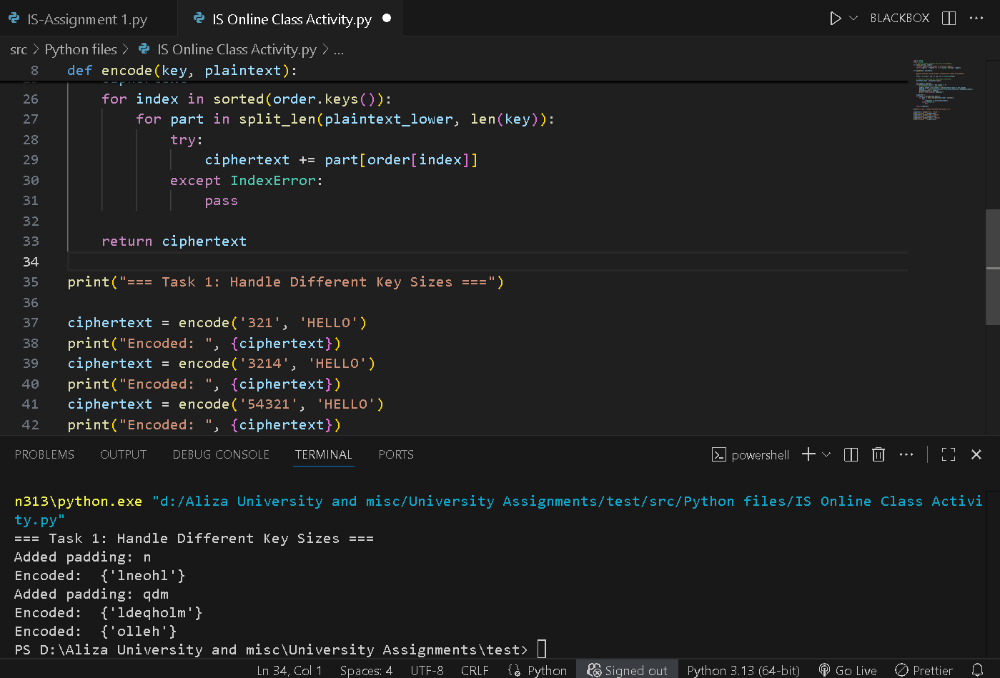 IS-Assignment 1.py
IS Online Class Activity.py
BLACKBOX
src > Python files > IS Online Class Activity.py > ...
8 def encode(key, plaintext):
26 for index in sorted(order.keys()):
27 for part in split_len(plaintext_lower, len(key)):
28 try:
29 ciphertext += part[order[index]]
30 except IndexError:
31 pass
32
33 return ciphertext
34
35 print("=== Task 1: Handle Different Key Sizes ===")
36
37 ciphertext = encode('321', 'HELLO')
38 print("Encoded: ", {ciphertext})
39 ciphertext = encode('3214', 'HELLO')
40 print("Encoded: ", {ciphertext})
41 ciphertext = encode('54321', 'HELLO')
42 print("Encoded: ", {ciphertext})
PROBLEMS OUTPUT DEBUG CONSOLE TERMINAL PORTS powershell
n313\python.exe "d:/Aliza University and misc/University Assignments/test/src/Python files/IS Online Class Activi
ty.py"
=== Task 1: Handle Different Key Sizes ===
Added padding: n
Encoded:  {'lneohl'}
Added padding: qdm
Encoded:  {'ldeqholm'}
Encoded:  {'olleh'}
PS D:\Aliza University and misc\University Assignments\test>
Ln 34, Col 1 Spaces: 4 UTF-8 CRLF Python Signed out Python 3.13 (64-bit) Go Live Prettier